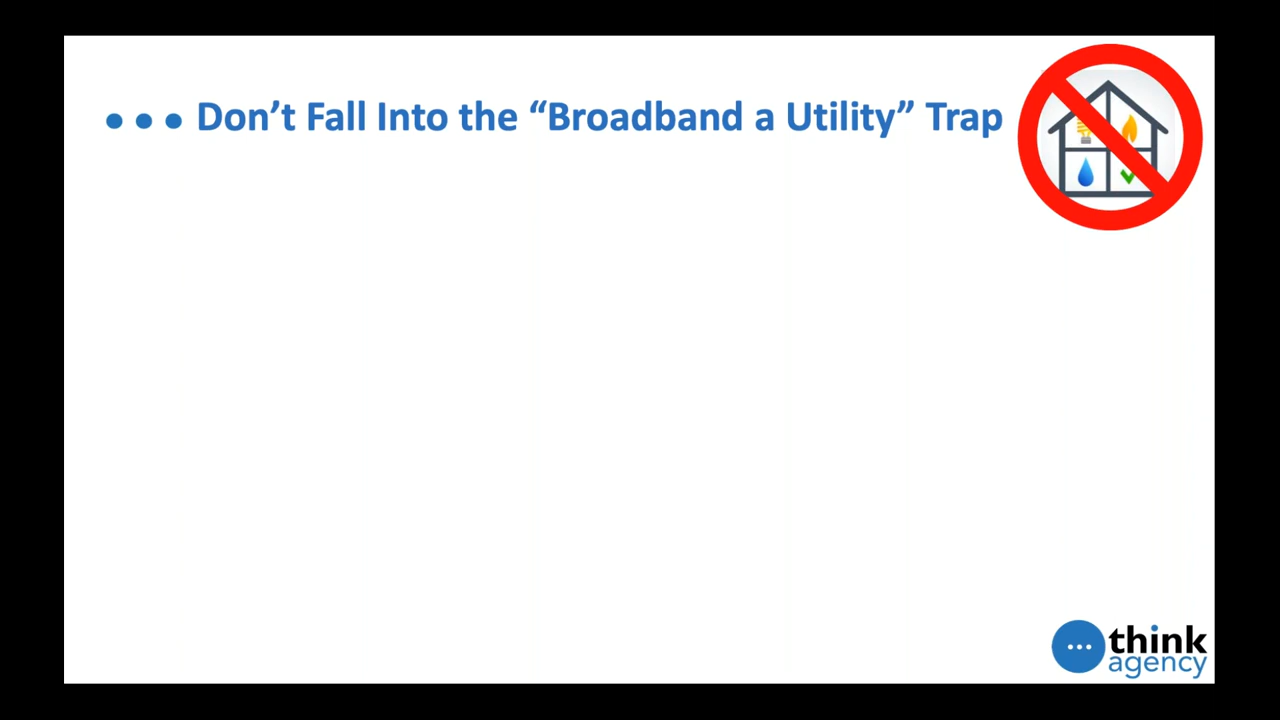 Don’t Fall Into the “Broadband a Utility” Trap
think
agency